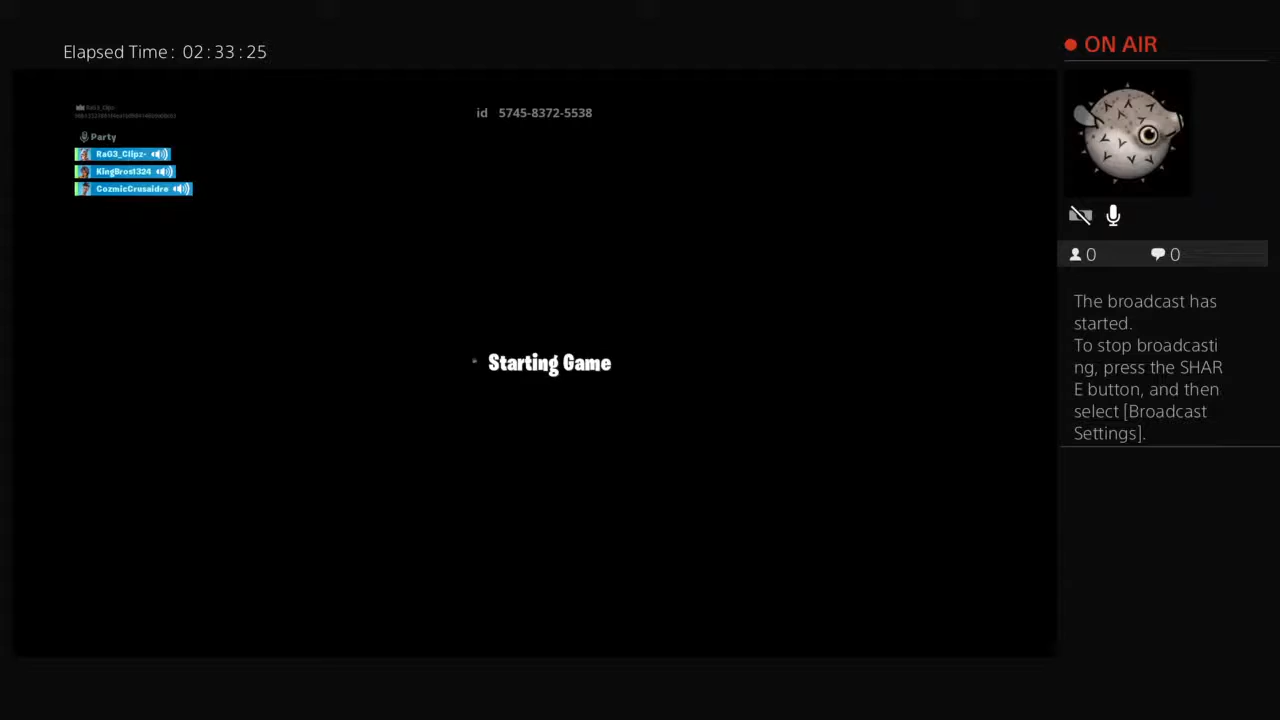 Elapsed Time: 02:33:25
ON AIR
id 5745-8372-5538
Party
RaG3_Clipz-
KingBros1324
CozmicCrusaidre
0 0
Starting Game
The broadcast has
started.
To stop broadcasti
ng, press the SHAR
E button, and then
select [Broadcast
Settings].